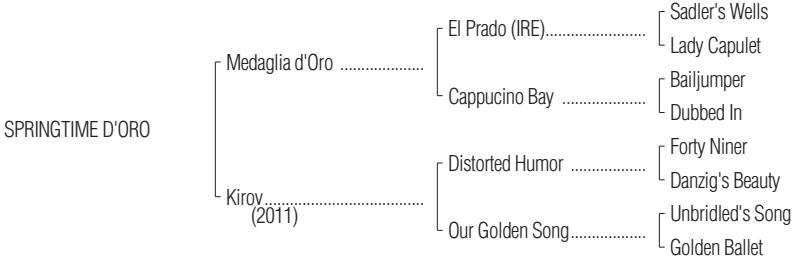 Sadler's Wells
El Prado (IRE).......................
Lady Capulet
Medaglia d'Oro ...................
Bailjumper
Cappucino Bay ...................
Dubbed In
SPRINGTIME D'ORO
Forty Niner
Distorted Humor .................
Danzig's Beauty
Kirov....................................
(2011)
Unbridled's Song
Our Golden Song.................
Golden Ballet